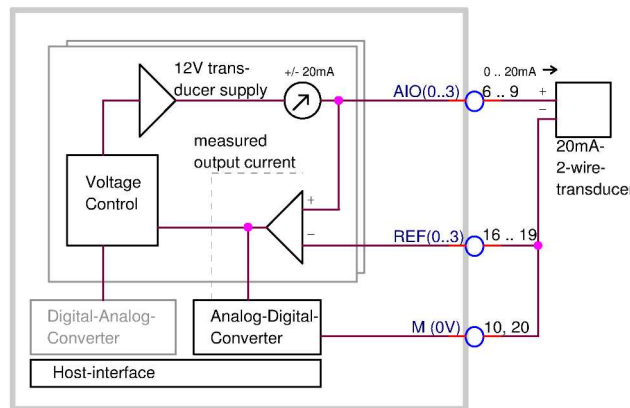 12V trans-
ducer supply
+/- 20mA
0 .. 20mA
AIO(0..3)
6 .. 9
+
−
20mA-
2-wire-
transducer
measured
output current
Voltage
Control
+
−
REF(0..3)
16 .. 19
Digital-Analog-
Converter
Analog-Digital-
Converter
M (0V)
10, 20
Host-interface